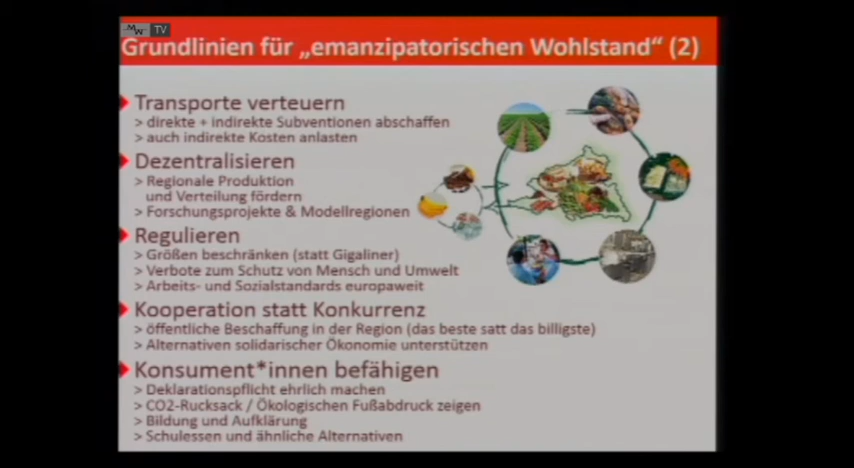 MW TV
Grundlinien für „emanzipatorischen Wohlstand“ (2)
Transporte verteuern
> direkte + indirekte Subventionen abschaffen
> auch indirekte Kosten anlasten
Dezentralisieren
> Regionale Produktion
und Verteilung fördern
> Forschungsprojekte & Modellregionen
Regulieren
> Größen beschränken (statt Gigaliner)
> Verbote zum Schutz von Mensch und Umwelt
> Arbeits- und Sozialstandards europaweit
Kooperation statt Konkurrenz
> öffentliche Beschaffung in der Region (das beste satt das billigste)
> Alternativen solidarischer Ökonomie unterstützen
Konsument*innen befähigen
> Deklarationspflicht ehrlich machen
> CO2-Rucksack / Ökologischen Fußabdruck zeigen
> Bildung und Aufklärung
> Schulessen und ähnliche Alternativen